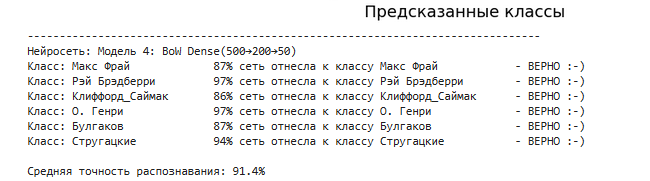 Предсказанные классы
--------------------------------------------------------------------------------
Нейросеть: Модель 4: BoW Dense(500→200→50)
Класс: Макс Фрай 87% сеть отнесла к классу Макс Фрай - ВЕРНО :-)
Класс: Рэй Брэдберри 97% сеть отнесла к классу Рэй Брэдберри - ВЕРНО :-)
Класс: Клиффорд_Саймак 86% сеть отнесла к классу Клиффорд_Саймак - ВЕРНО :-)
Класс: О. Генри 97% сеть отнесла к классу О. Генри - ВЕРНО :-)
Класс: Булгаков 87% сеть отнесла к классу Булгаков - ВЕРНО :-)
Класс: Стругацкие 94% сеть отнесла к классу Стругацкие - ВЕРНО :-)
Средняя точность распознавания: 91.4%